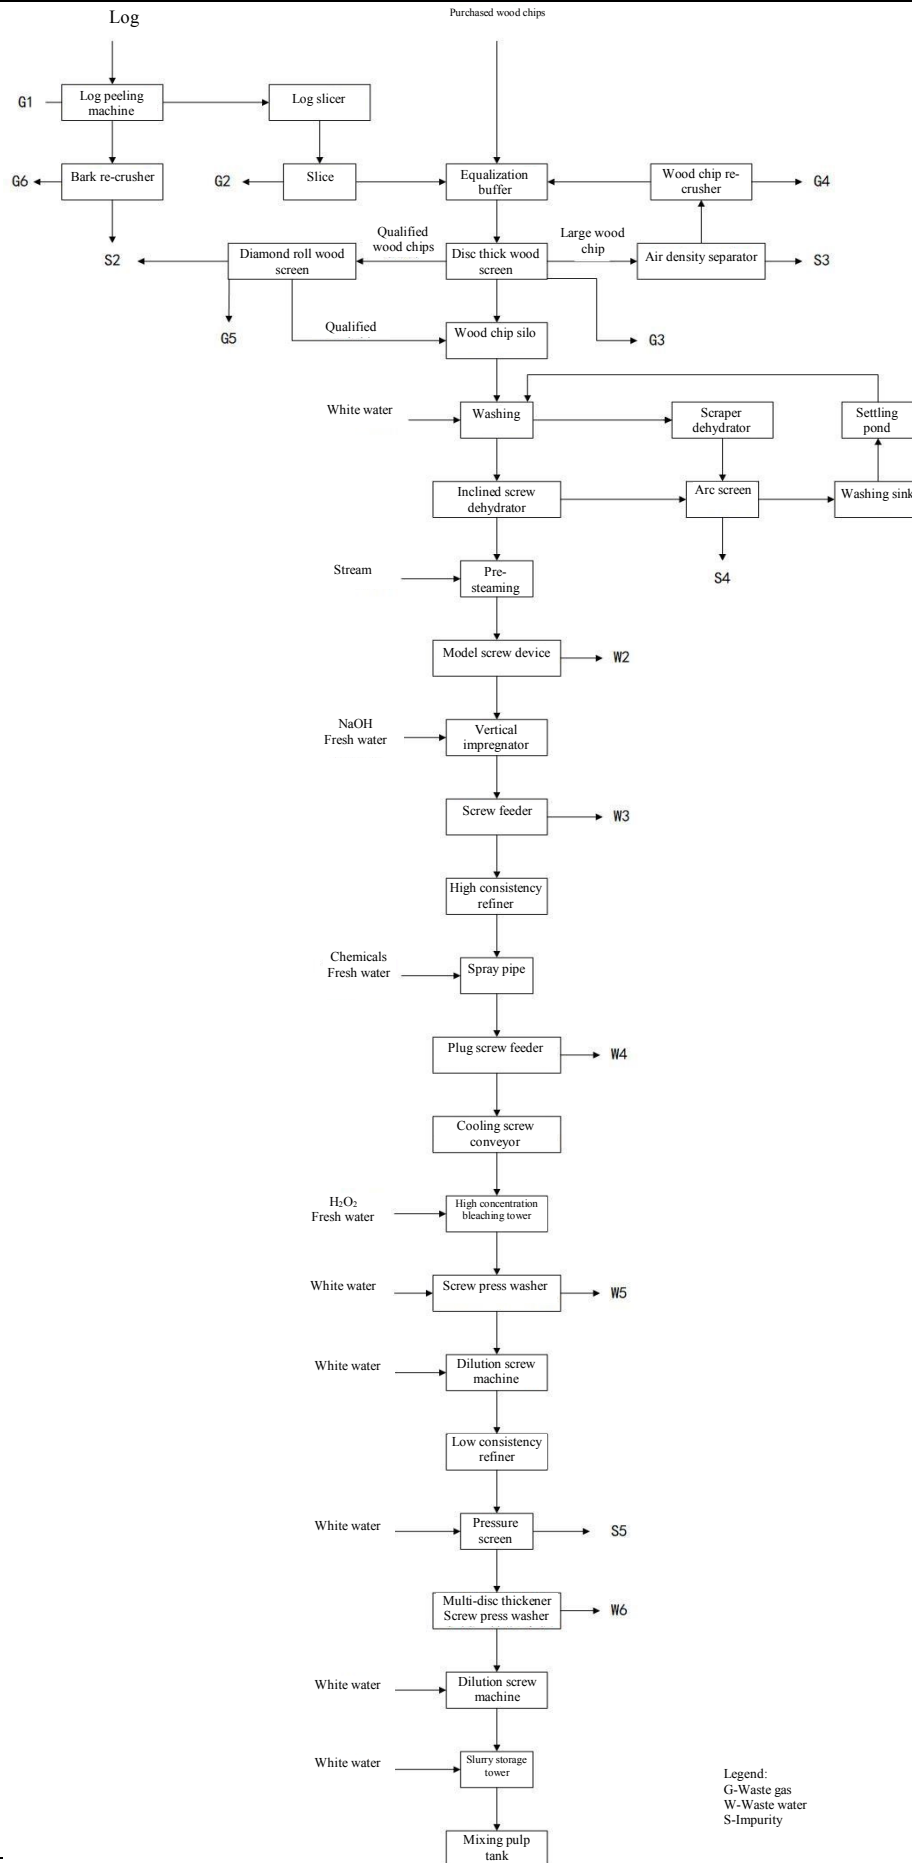 Log
Purchased wood chips
G1
Log peeling
machine
Log slicer
G6
Bark re-crusher
G2
Slice
Equalization
buffer
Wood chip re-
crusher
G4
S2
Diamond roll wood
screen
Qualified
wood chips
Disc thick wood
screen
Large wood
chip
Air density separator
S3
G5
Qualified
Wood chip silo
G3
White water
Washing
Scraper
dehydrator
Settling
pond
Inclined screw
dehydrator
Arc screen
Washing sink
S4
Stream
Pre-
steaming
Model screw device
W2
NaOH
Fresh water
Vertical
impregnator
Screw feeder
W3
High consistency
refiner
Chemicals
Fresh water
Spray pipe
Plug screw feeder
W4
Cooling screw
conveyor
H₂O₂
Fresh water
High concentration
bleaching tower
White water
Screw press washer
W5
White water
Dilution screw
machine
Low consistency
refiner
White water
Pressure
screen
S5
Multi-disc thickener
Screw press washer
W6
White water
Dilution screw
machine
White water
Slurry storage
tower
Mixing pulp
tank
Legend:
G-Waste gas
W-Waste water
S-Impurity